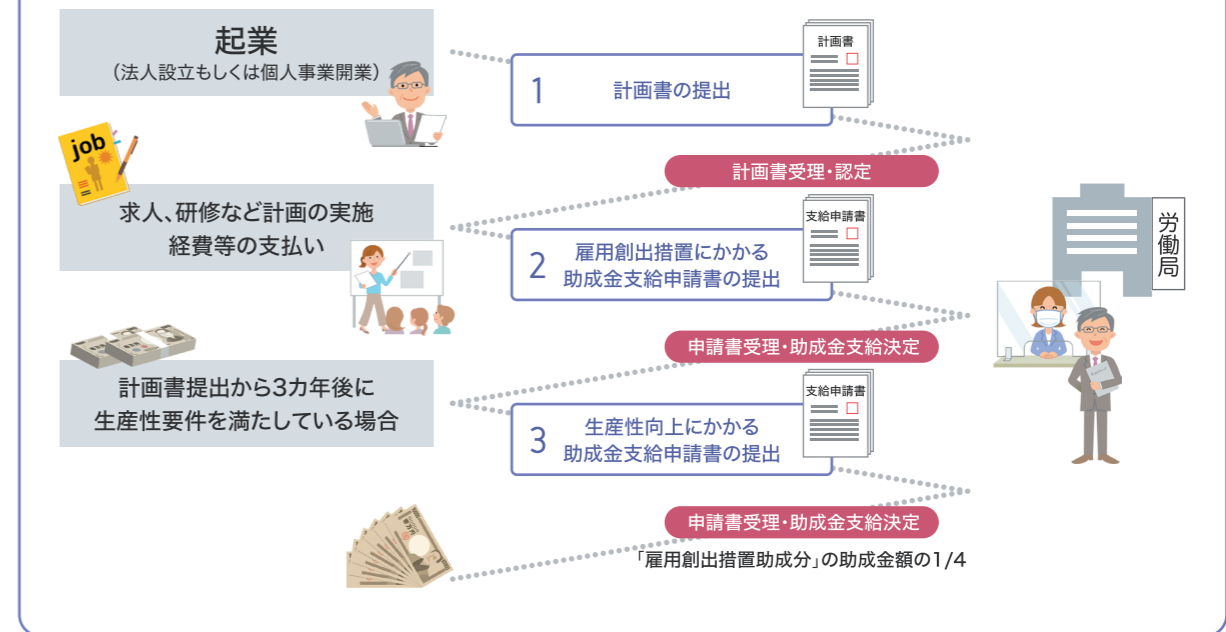 起業
（法人設立もしくは個人事業開業）
計画書
1 計画書の提出
job
計画書受理・認定
求人、研修など計画の実施
経費等の支払い
支給申請書
2 雇用創出措置にかかる
助成金支給申請書の提出
労働局
申請書受理・助成金支給決定
計画書提出から3カ年後に
生産性要件を満たしている場合
支給申請書
3 生産性向上にかかる
助成金支給申請書の提出
申請書受理・助成金支給決定
「雇用創出措置助成分」の助成金額の1/4